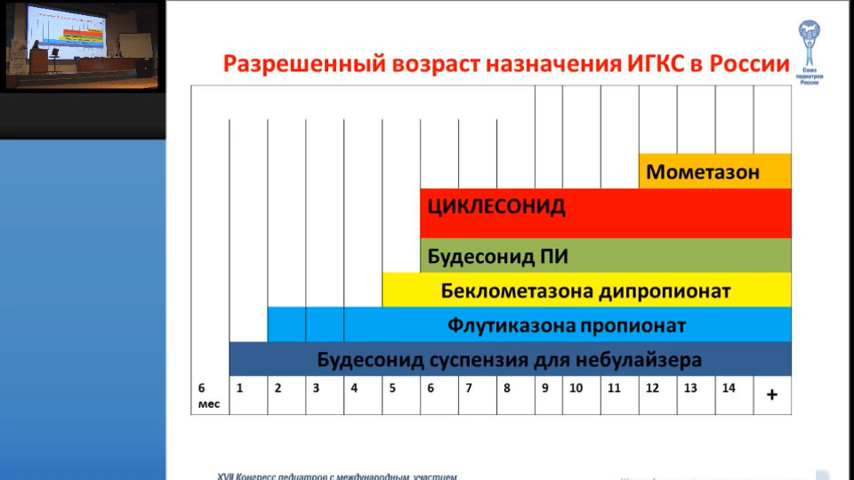 Разрешенный возраст назначения ИГКС в России
Союз
педиатров
России
Мометазон
ЦИКЛЕСОНИД
Будесонид ПИ
Беклометазона дипропионат
Флутиказона пропионат
Будесонид суспензия для небулайзера
6 мес 1 2 3 4 5 6 7 8 9 10 11 12 13 14 +
XVII Конгресс педиатров с международным участием